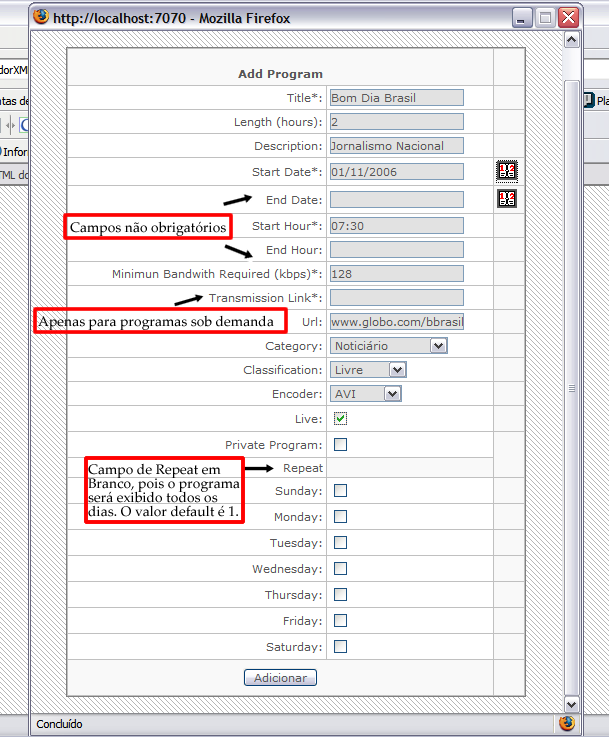 http://localhost:7070 - Mozilla Firefox
dorXM
Add Program
Title*: Bom Dia Brasil
Length (hours): 2
Description: Jornalismo Nacional
Start Date*: 01/11/2006
End Date:
Campos não obrigatórios
Start Hour*: 07:30
End Hour:
Minimun Bandwith Required (kbps)*: 128
Transmission Link*:
Apenas para programas sob demanda
Url: www.globo.com/bbrasil
Category: Noticiário
Classification: Livre
Encoder: AVI
Live:
Private Program:
Campo de Repeat em
Branco, pois o programa
será exibido todos os
dias. O valor default é 1.
Repeat
Sunday:
Monday:
Tuesday:
Wednesday:
Thursday:
Friday:
Saturday:
Adicionar
Concluído
utas de
Pla
Infor
TML do